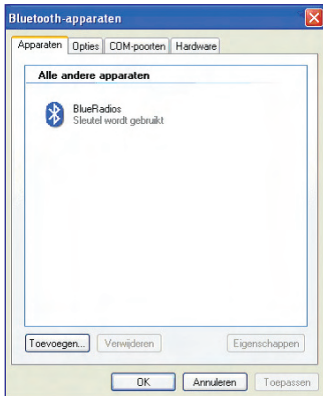 Bluetooth-apparaten
Apparaten Opties COM-poorten Hardware
Alle andere apparaten
BlueRadios
Sleutel wordt gebruikt
Toevoegen... Verwijderen Eigenschappen
OK Annuleren Toepassen